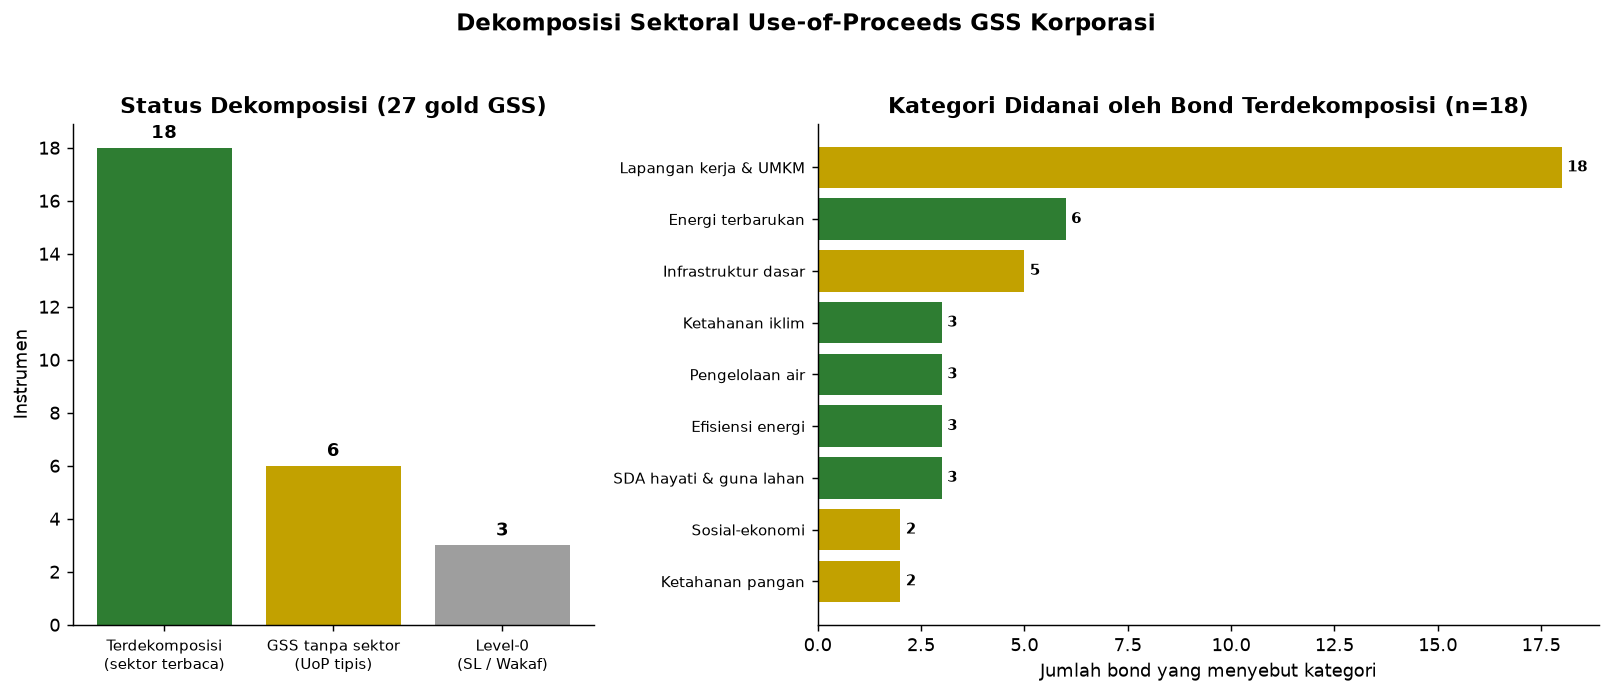 Dekomposisi Sektoral Use-of-Proceeds GSS Korporasi
Status Dekomposisi (27 gold GSS)
18
6
3
Instrumen
18
16
14
12
10
8
6
4
2
0
Terdekomposisi
(sektor terbaca)
GSS tanpa sektor
(UoP tipis)
Level-0
(SL / Wakaf)
Kategori Didanai oleh Bond Terdekomposisi (n=18)
Lapangan kerja & UMKM 18
Energi terbarukan 6
Infrastruktur dasar 5
Ketahanan iklim 3
Pengelolaan air 3
Efisiensi energi 3
SDA hayati & guna lahan 3
Sosial-ekonomi 2
Ketahanan pangan 2
0.0 2.5 5.0 7.5 10.0 12.5 15.0 17.5
Jumlah bond yang menyebut kategori